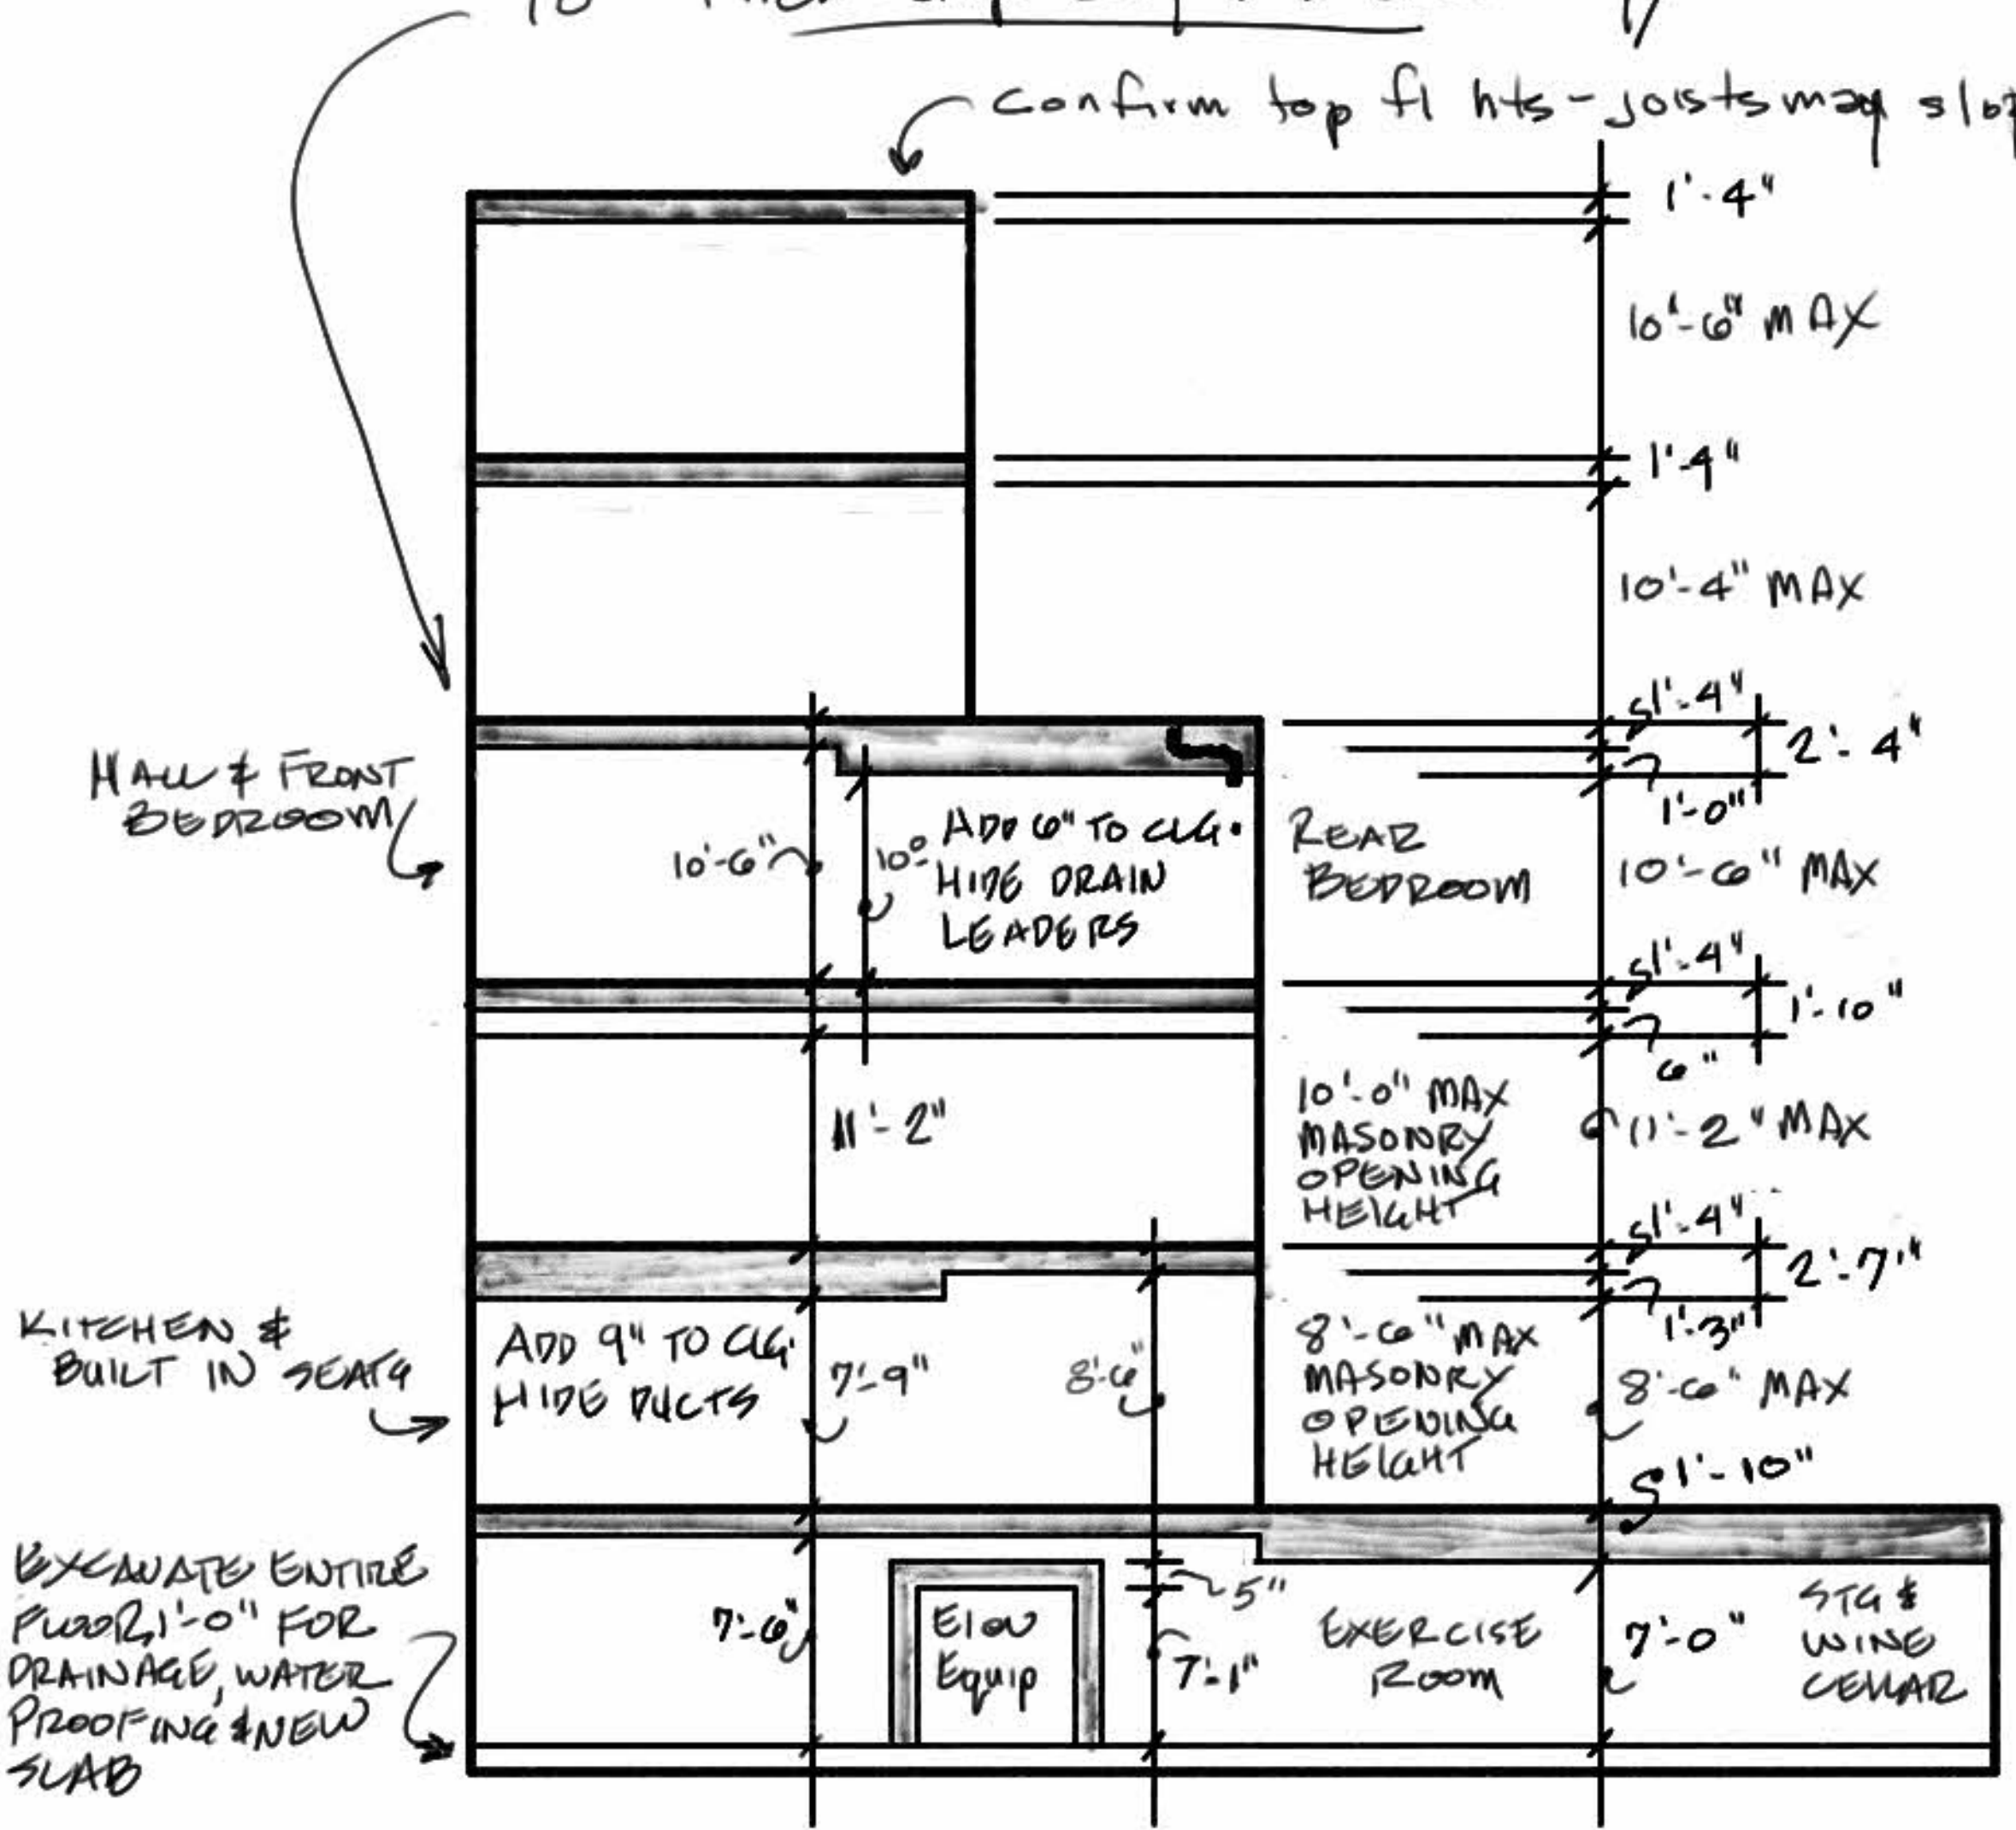 confirm top fl hts - joists may
1'-4"
10'-6" MAX
1'-4"
10'-4" MAX
1'-4"
2'-4"
1'-0"
HALL & FRONT
BEDROOM
10'-6"
10⁰
ADD 6" TO CLG.
HIDE DRAIN
LEADERS
REAR
BEDROOM
10'-6" MAX
1'-4"
1'-10"
6"
11'-2"
10'-0" MAX
MASONRY
OPENING
HEIGHT
11'-2" MAX
1'-4"
2'-7"
1'-3"
KITCHEN &
BUILT IN SEATS
ADD 9" TO CLG.
HIDE DUCTS
7'-9"
8'-6"
8'-6" MAX
MASONRY
OPENING
HEIGHT
8'-6" MAX
1'-10"
EXCAVATE ENTIRE
FLOOR, 1'-0" FOR
DRAINAGE, WATER
PROOFING & NEW
SLAB
7'-6"
Elev
Equip
5"
7'-1"
EXERCISE
ROOM
7'-0"
STG &
WINE
CELLAR